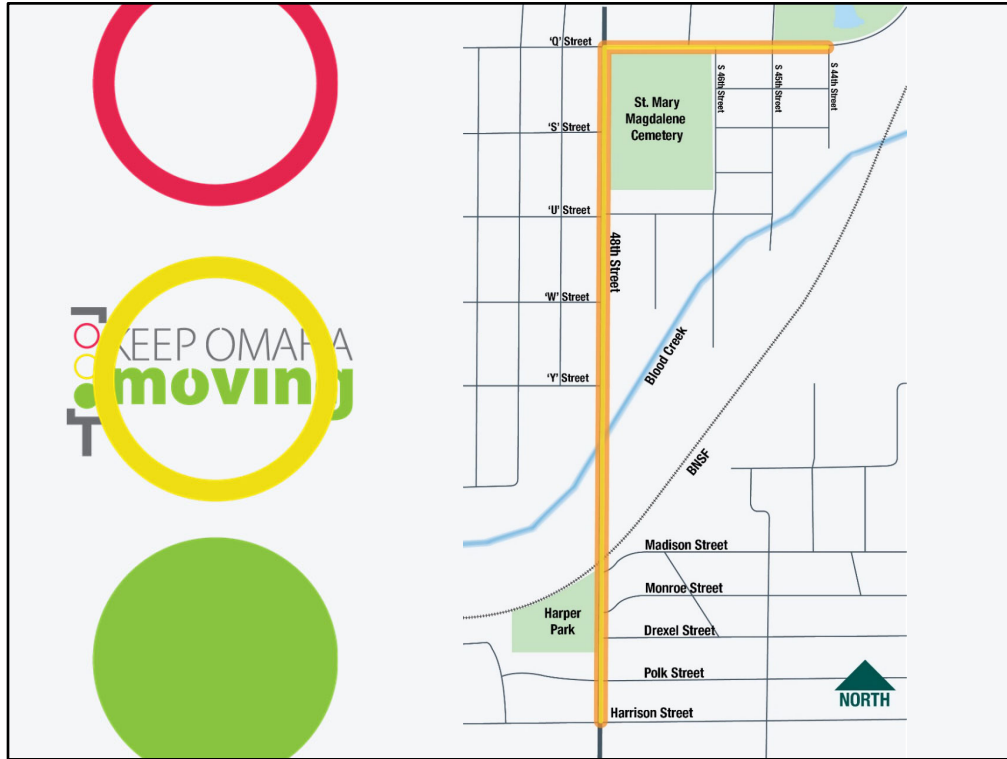 KEEP OMAHA
moving
'Q' Street
S 46th Street
S 45th Street
S 44th Street
St. Mary
Magdalene
Cemetery
'S' Street
'U' Street
48th Street
'W' Street
Blood Creek
'Y' Street
BNSF
Madison Street
Monroe Street
Harper
Park
Drexel Street
Polk Street
NORTH
Harrison Street